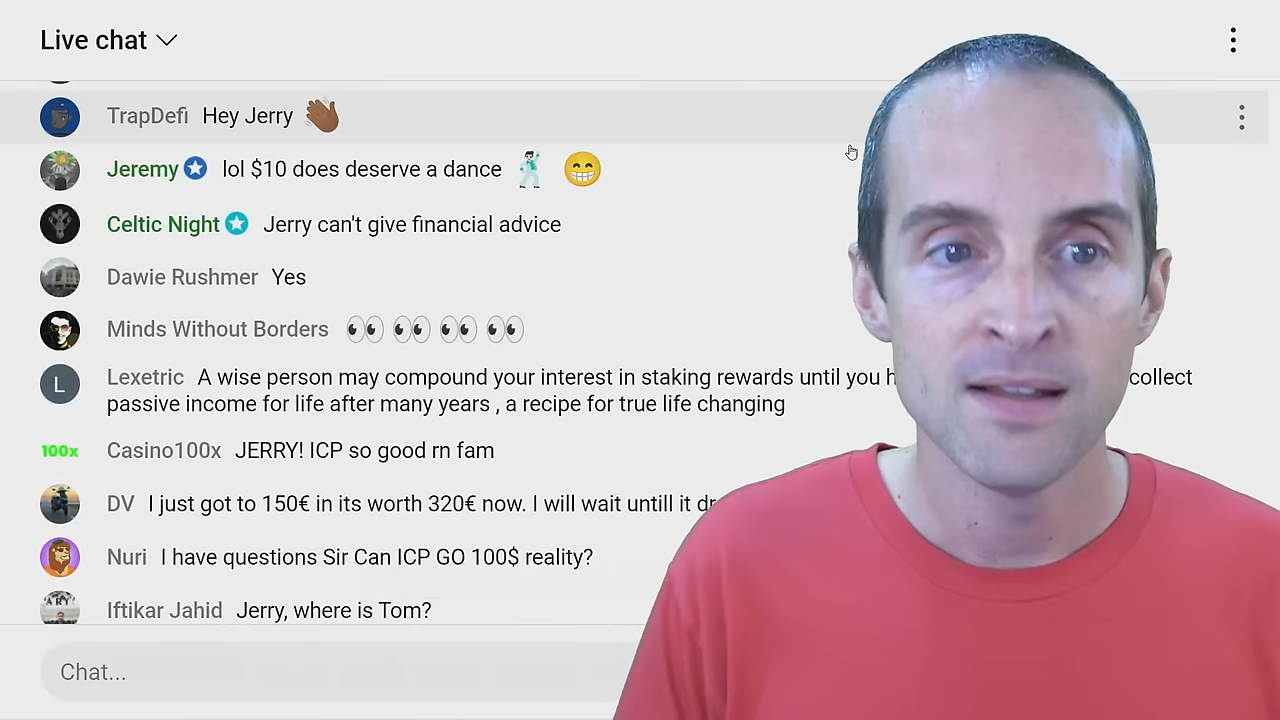 Live chat
TrapDefi Hey Jerry
Jeremy lol $10 does deserve a dance
Celtic Night Jerry can't give financial advice
Dawie Rushmer Yes
Minds Without Borders
L Lexetric A wise person may compound your interest in staking rewards until you collect
passive income for life after many years , a recipe for true life changing
100x Casino100x JERRY! ICP so good rn fam
DV I just got to 150€ in its worth 320€ now. I will wait untill it
Nuri I have questions Sir Can ICP GO 100$ reality?
Iftikar Jahid Jerry, where is Tom?
Chat...